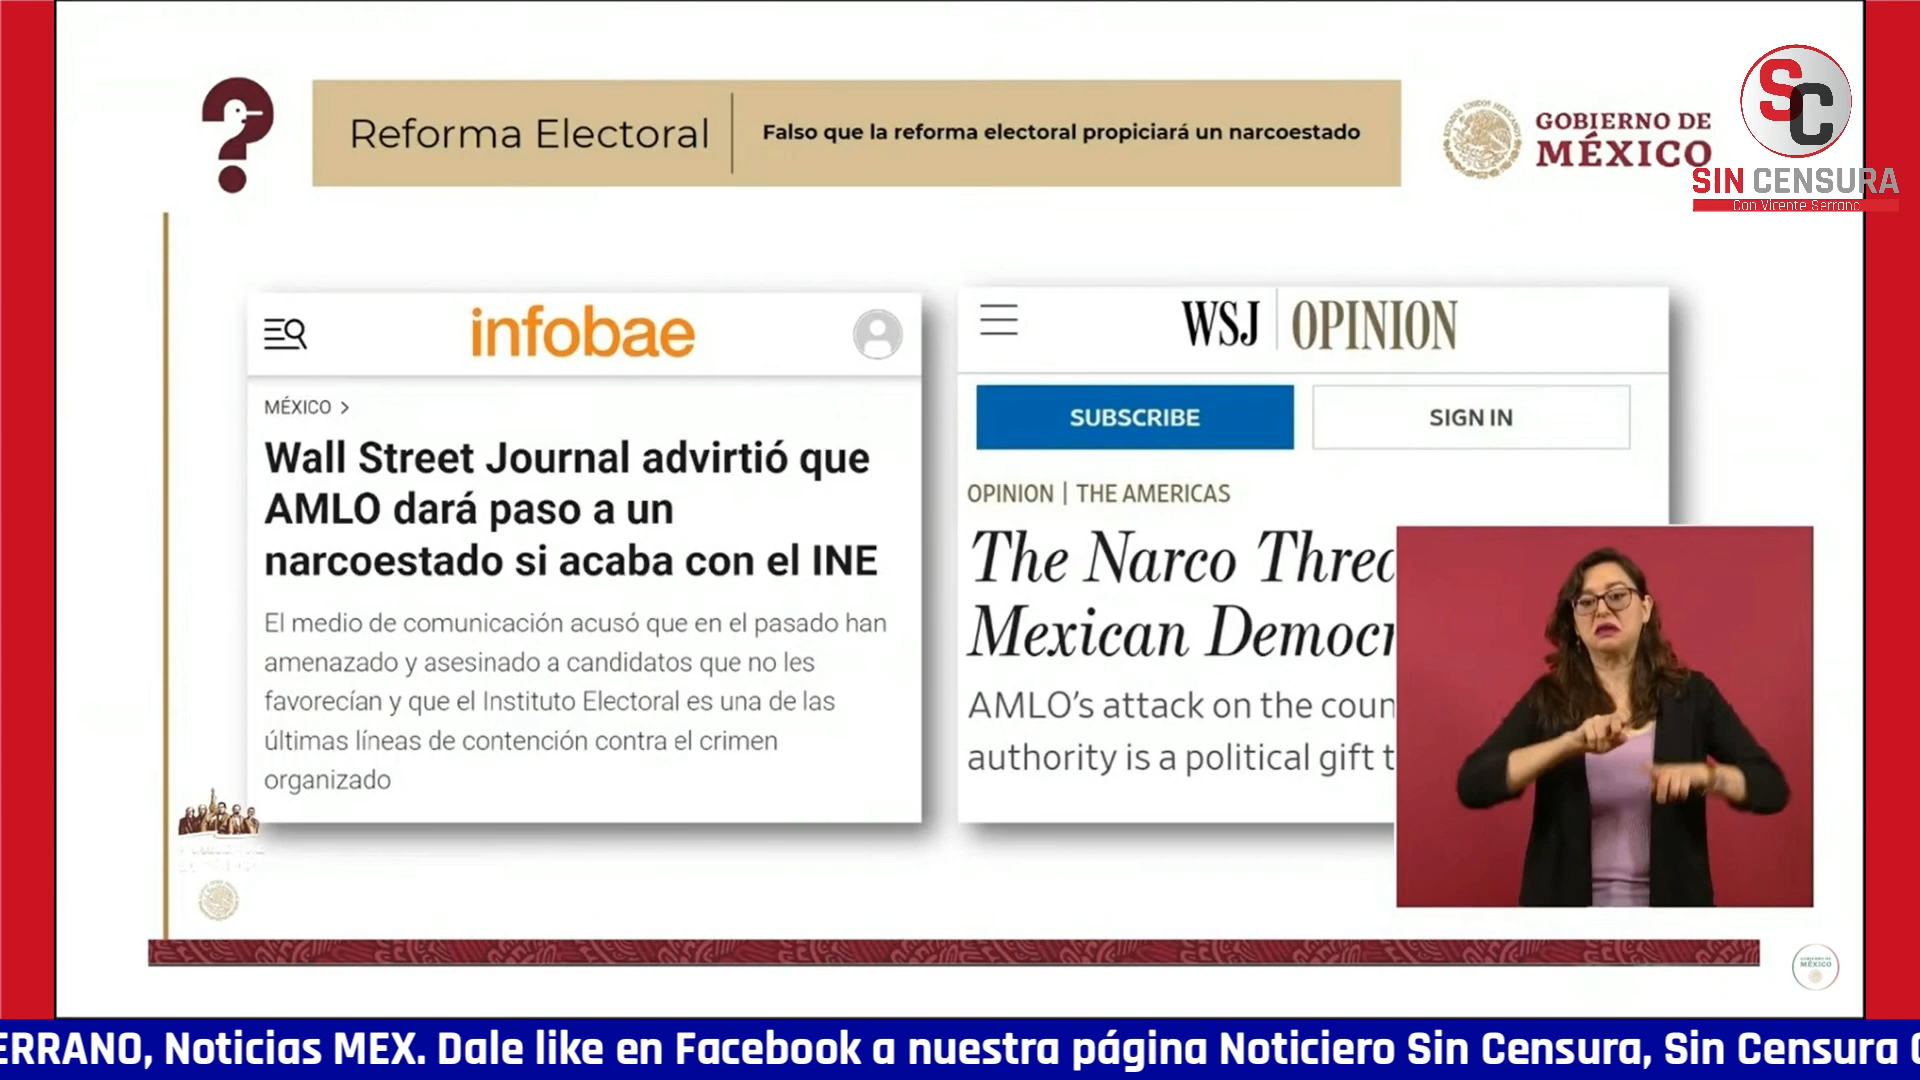 Reforma Electoral
Falso que la reforma electoral propiciará un narcoestado
GOBIERNO DE
MÉXICO
SC
SIN CENSURA
Con Vicente Serrano
infobae
MÉXICO >
Wall Street Journal advirtió que
AMLO dará paso a un
narcoestado si acaba con el INE
El medio de comunicación acusó que en el pasado han
amenazado y asesinado a candidatos que no les
favorecían y que el Instituto Electoral es una de las
últimas líneas de contención contra el crimen
organizado
WSJ | OPINION
SUBSCRIBE
SIGN IN
OPINION | THE AMERICAS
The Narco Threa
Mexican Democr
AMLO's attack on the coun
authority is a political gift t
GOBIERNO DE
MÉXICO
ERRANO, Noticias MEX. Dale like en Facebook a nuestra página Noticiero Sin Censura, Sin Censura